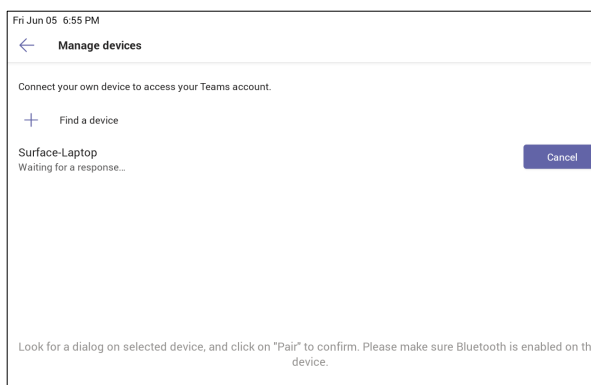 Fri Jun 05 6:55 PM
Manage devices
Connect your own device to access your Teams account.
Find a device
Surface-Laptop
Cancel
Waiting for a response...
Look for a dialog on selected device, and click on "Pair" to confirm. Please make sure Bluetooth is enabled on th
device.